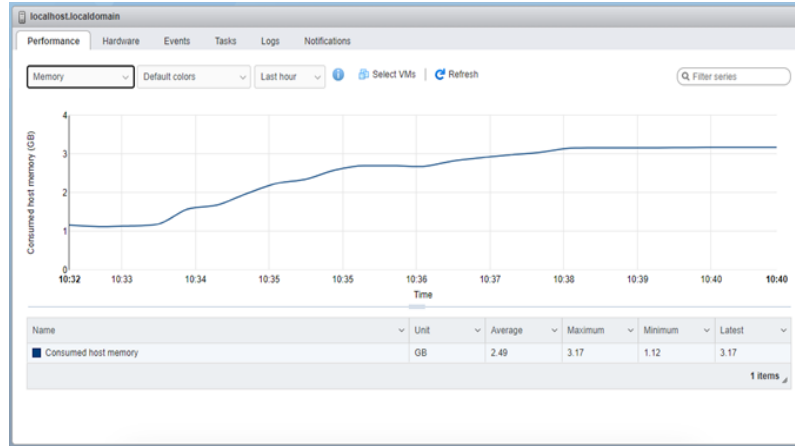 localhost.localdomain
Performance Hardware Events Tasks Logs Notifications
Memory Default colors Last hour Select VMs Refresh Filter series
Consumed host memory (GB)
4
3
2
1
0
10:32 10:33 10:34 10:35 10:35 10:36 10:37 10:38 10:39 10:40 10:40
Time
Name Unit Average Maximum Minimum Latest
Consumed host memory GB 2.49 3.17 1.12 3.17
1 items